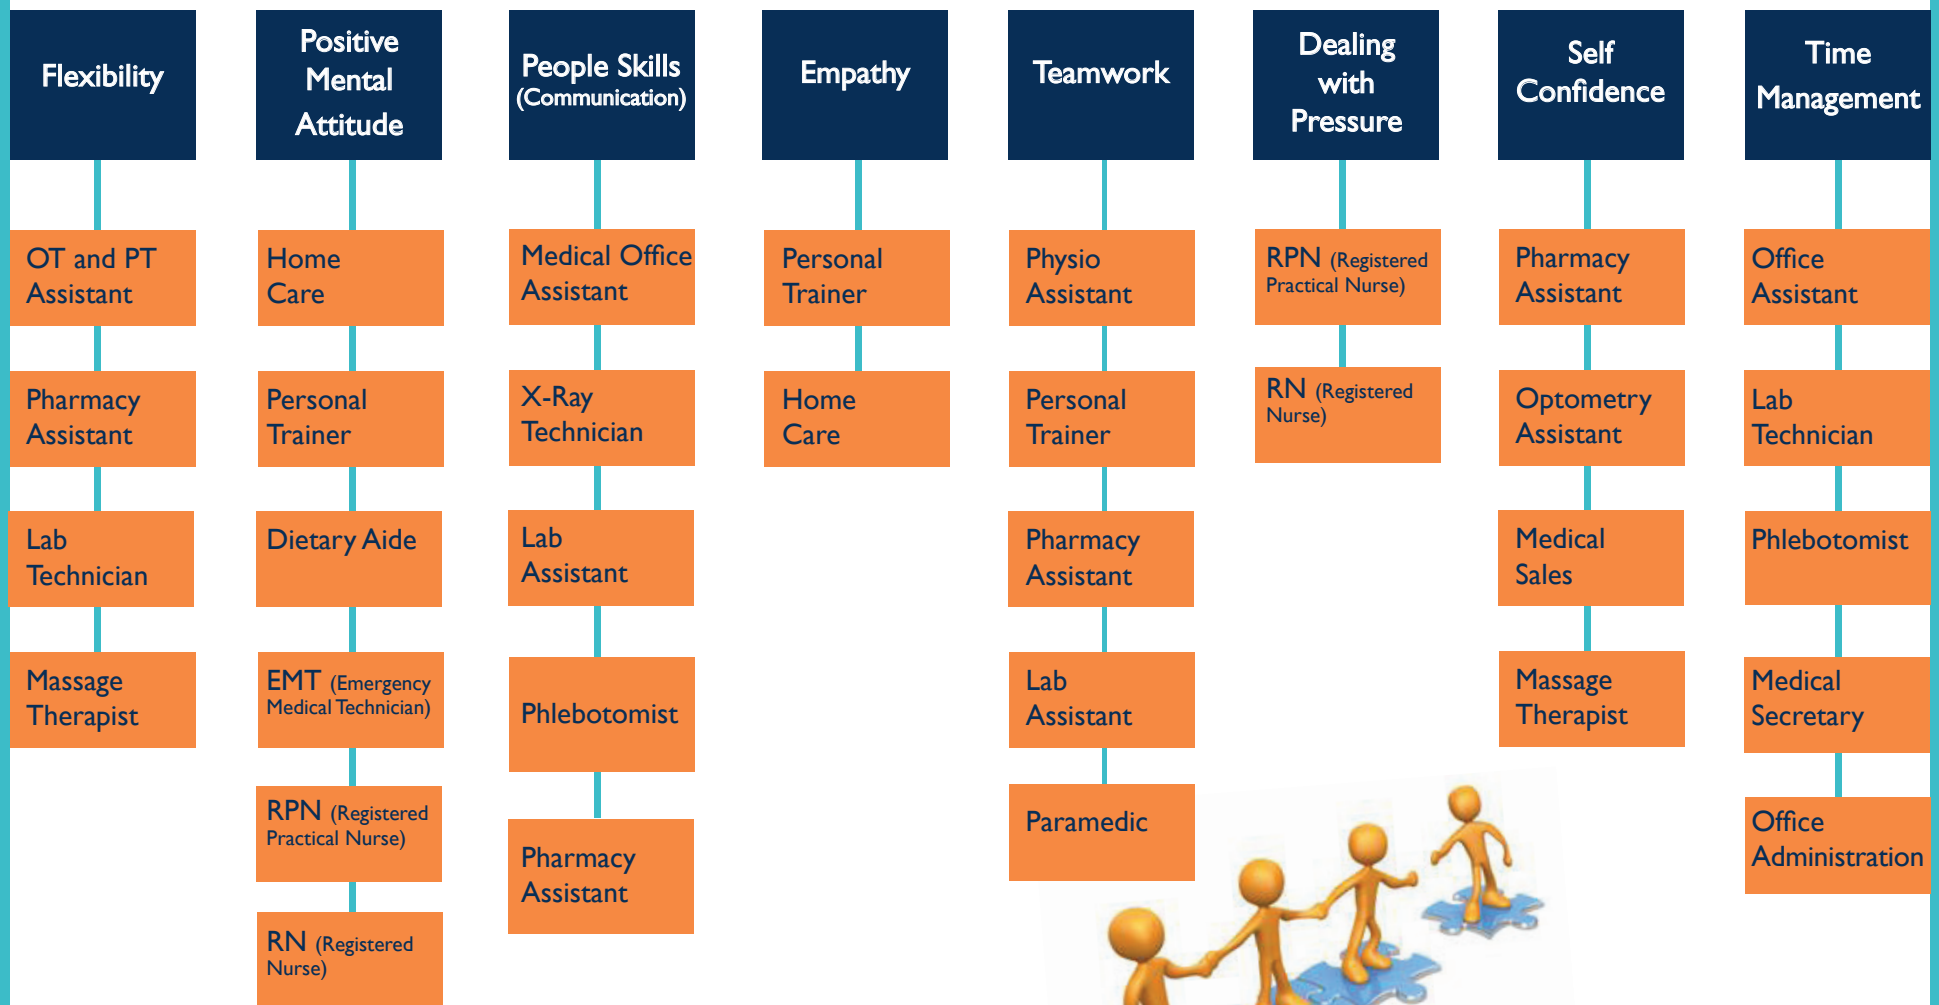 Flexibility
OT and PT
Assistant
Pharmacy
Assistant
Lab
Technician
Massage
Therapist
Positive
Mental
Attitude
Home
Care
Personal
Trainer
Dietary Aide
EMT (Emergency
Medical Technician)
RPN (Registered
Practical Nurse)
RN (Registered
Nurse)
People Skills
(Communication)
Medical Office
Assistant
X-Ray
Technician
Lab
Assistant
Phlebotomist
Pharmacy
Assistant
Empathy
Personal
Trainer
Home
Care
Teamwork
Physio
Assistant
Personal
Trainer
Pharmacy
Assistant
Lab
Assistant
Paramedic
Dealing
with
Pressure
RPN (Registered
Practical Nurse)
RN (Registered
Nurse)
Self
Confidence
Pharmacy
Assistant
Optometry
Assistant
Medical
Sales
Massage
Therapist
Time
Management
Office
Assistant
Lab
Technician
Phlebotomist
Medical
Secretary
Office
Administration